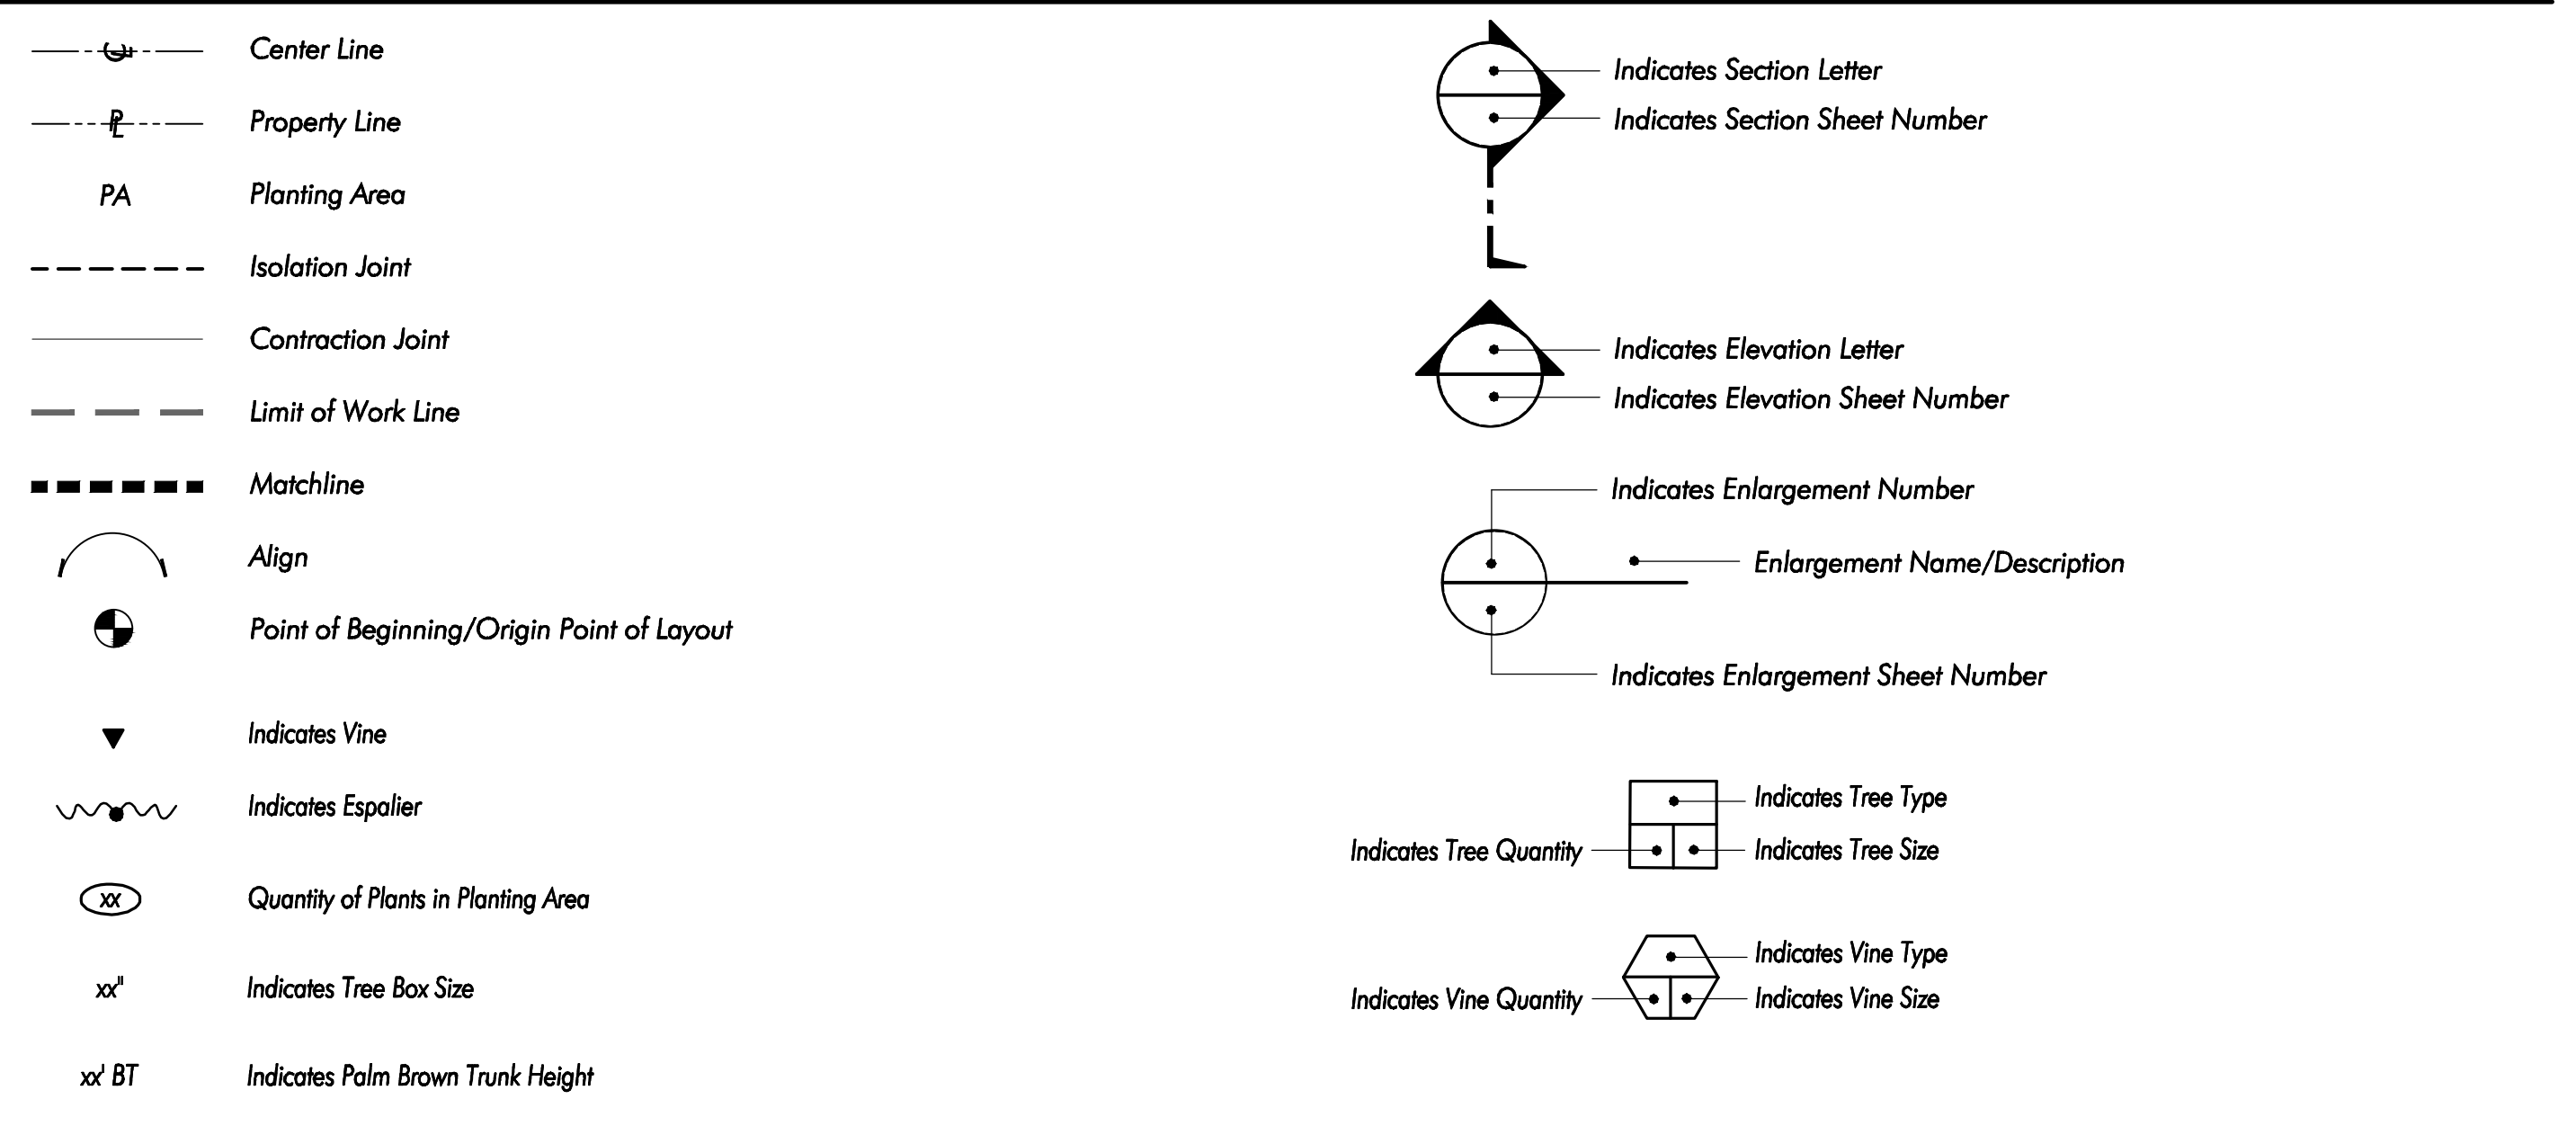 CL Center Line
PL Property Line
PA Planting Area
Isolation Joint
Contraction Joint
Limit of Work Line
Matchline
Align
Point of Beginning/Origin Point of Layout
Indicates Vine
Indicates Espalier
xx Quantity of Plants in Planting Area
xx" Indicates Tree Box Size
xx' BT Indicates Palm Brown Trunk Height
Indicates Section Letter
Indicates Section Sheet Number
Indicates Elevation Letter
Indicates Elevation Sheet Number
Indicates Enlargement Number
Enlargement Name/Description
Indicates Enlargement Sheet Number
Indicates Tree Type
Indicates Tree Quantity
Indicates Tree Size
Indicates Vine Type
Indicates Vine Quantity
Indicates Vine Size